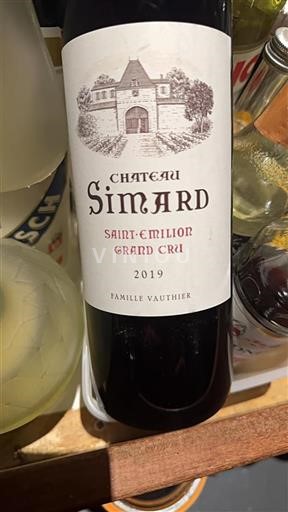 CHATEAU
SIMARD
SAINT-EMILION
GRAND CRU
2019
FAMILLE VAUTHIER